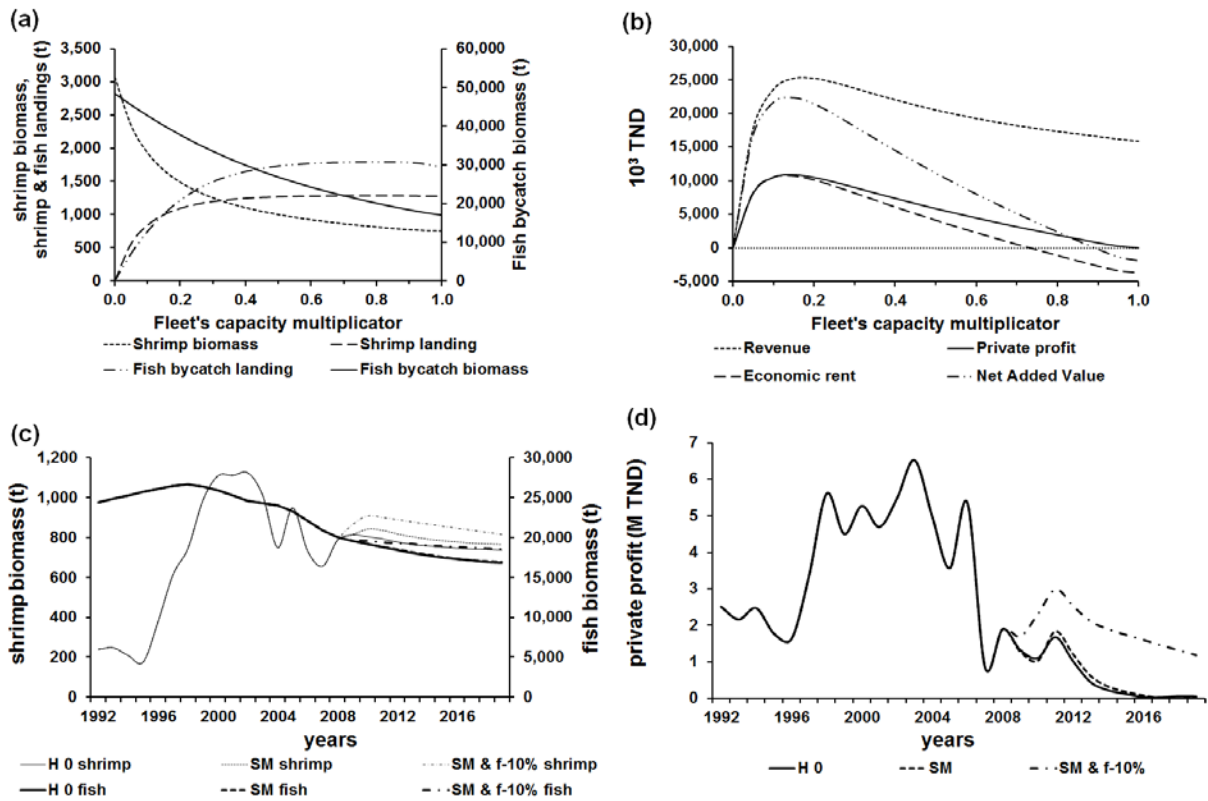 (a)
shrimp biomass,
shrimp & fish landings (t)
3,500
3,000
2,500
2,000
1,500
1,000
500
0
60,000
50,000
40,000
30,000
20,000
10,000
0
Fish bycatch biomass (t)
0.0 0.2 0.4 0.6 0.8 1.0
Fleet's capacity multiplicator
Shrimp biomass Shrimp landing
Fish bycatch landing Fish bycatch biomass
(b)
10³ TND
30,000
25,000
20,000
15,000
10,000
5,000
0
-5,000
0.0 0.2 0.4 0.6 0.8 1.0
Fleet's capacity multiplicator
Revenue Private profit
Economic rent Net Added Value
(c)
shrimp biomass (t)
1,200
1,000
800
600
400
200
0
30,000
25,000
20,000
15,000
10,000
5,000
0
fish biomass (t)
1992 1996 2000 2004 2008 2012 2016
years
H 0 shrimp SM shrimp SM & f-10% shrimp
H 0 fish SM fish SM & f-10% fish
(d)
private profit (M TND)
7
6
5
4
3
2
1
0
1992 1996 2000 2004 2008 2012 2016
years
H 0 SM SM & f-10%